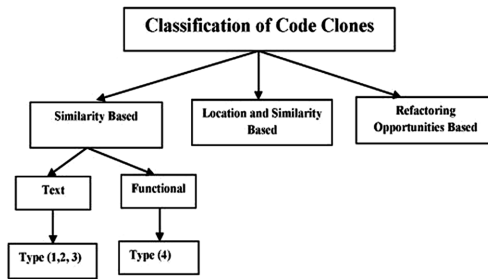 Classification of Code Clones
Similarity Based
Location and Similarity
Based
Refactoring
Opportunities Based
Text
Functional
Type (1,2, 3)
Type (4)